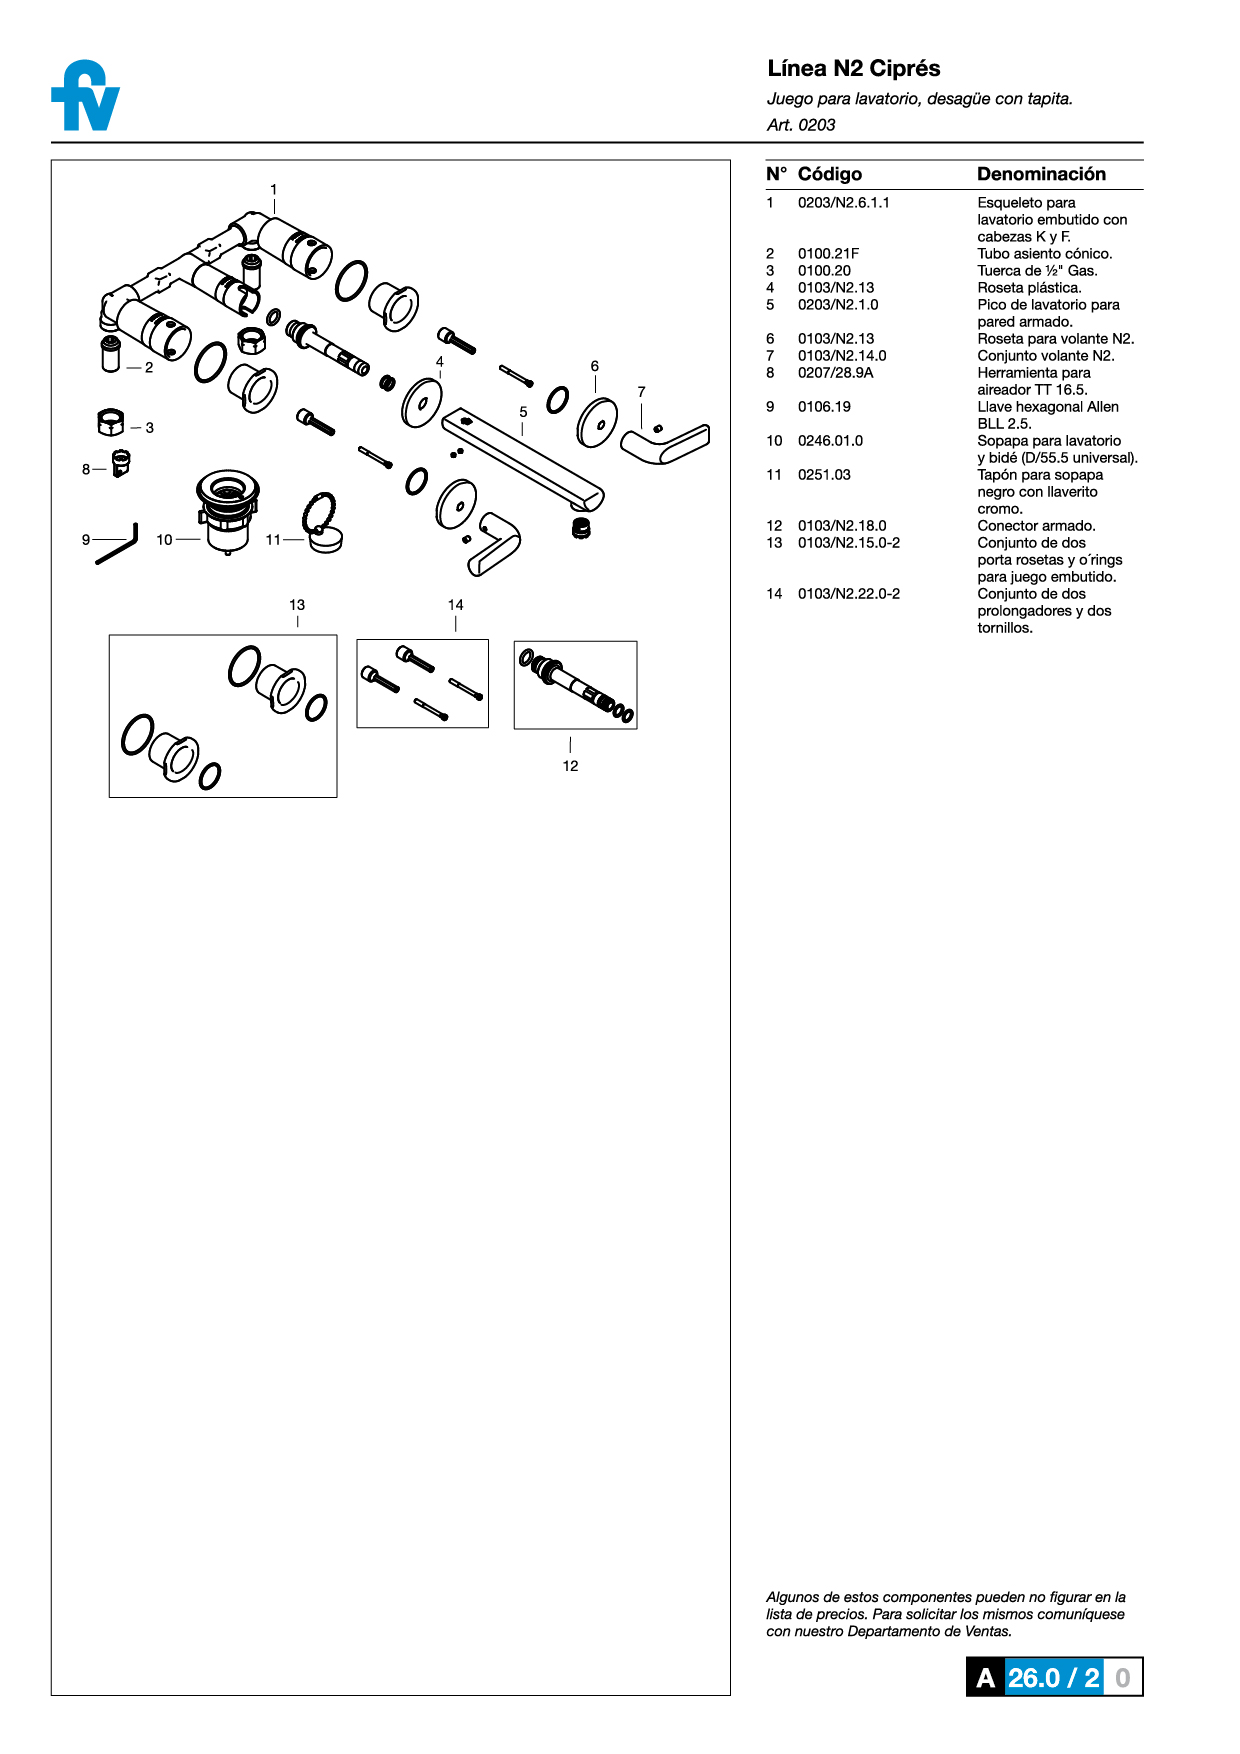 fv
Línea N2 Ciprés
Juego para lavatorio, desagüe con tapita.
Art. 0203
N° Código Denominación
1 0203/N2.6.1.1 Esqueleto para
lavatorio embutido con
cabezas K y F.
2 0100.21F Tubo asiento cónico.
3 0100.20 Tuerca de ½" Gas.
4 0103/N2.13 Roseta plástica.
5 0203/N2.1.0 Pico de lavatorio para
pared armado.
6 0103/N2.13 Roseta para volante N2.
7 0103/N2.14.0 Conjunto volante N2.
8 0207/28.9A Herramienta para
aireador TT 16.5.
9 0106.19 Llave hexagonal Allen
BLL 2.5.
10 0246.01.0 Sopapa para lavatorio
y bidé (D/55.5 universal).
11 0251.03 Tapón para sopapa
negro con llaverito
cromo.
12 0103/N2.18.0 Conector armado.
13 0103/N2.15.0-2 Conjunto de dos
porta rosetas y o´rings
para juego embutido.
14 0103/N2.22.0-2 Conjunto de dos
prolongadores y dos
tornillos.
1
2
3
4
5
6
7
8
9
10
11
13
14
12
Algunos de estos componentes pueden no figurar en la
lista de precios. Para solicitar los mismos comuníquese
con nuestro Departamento de Ventas.
A 26.0 / 2 0